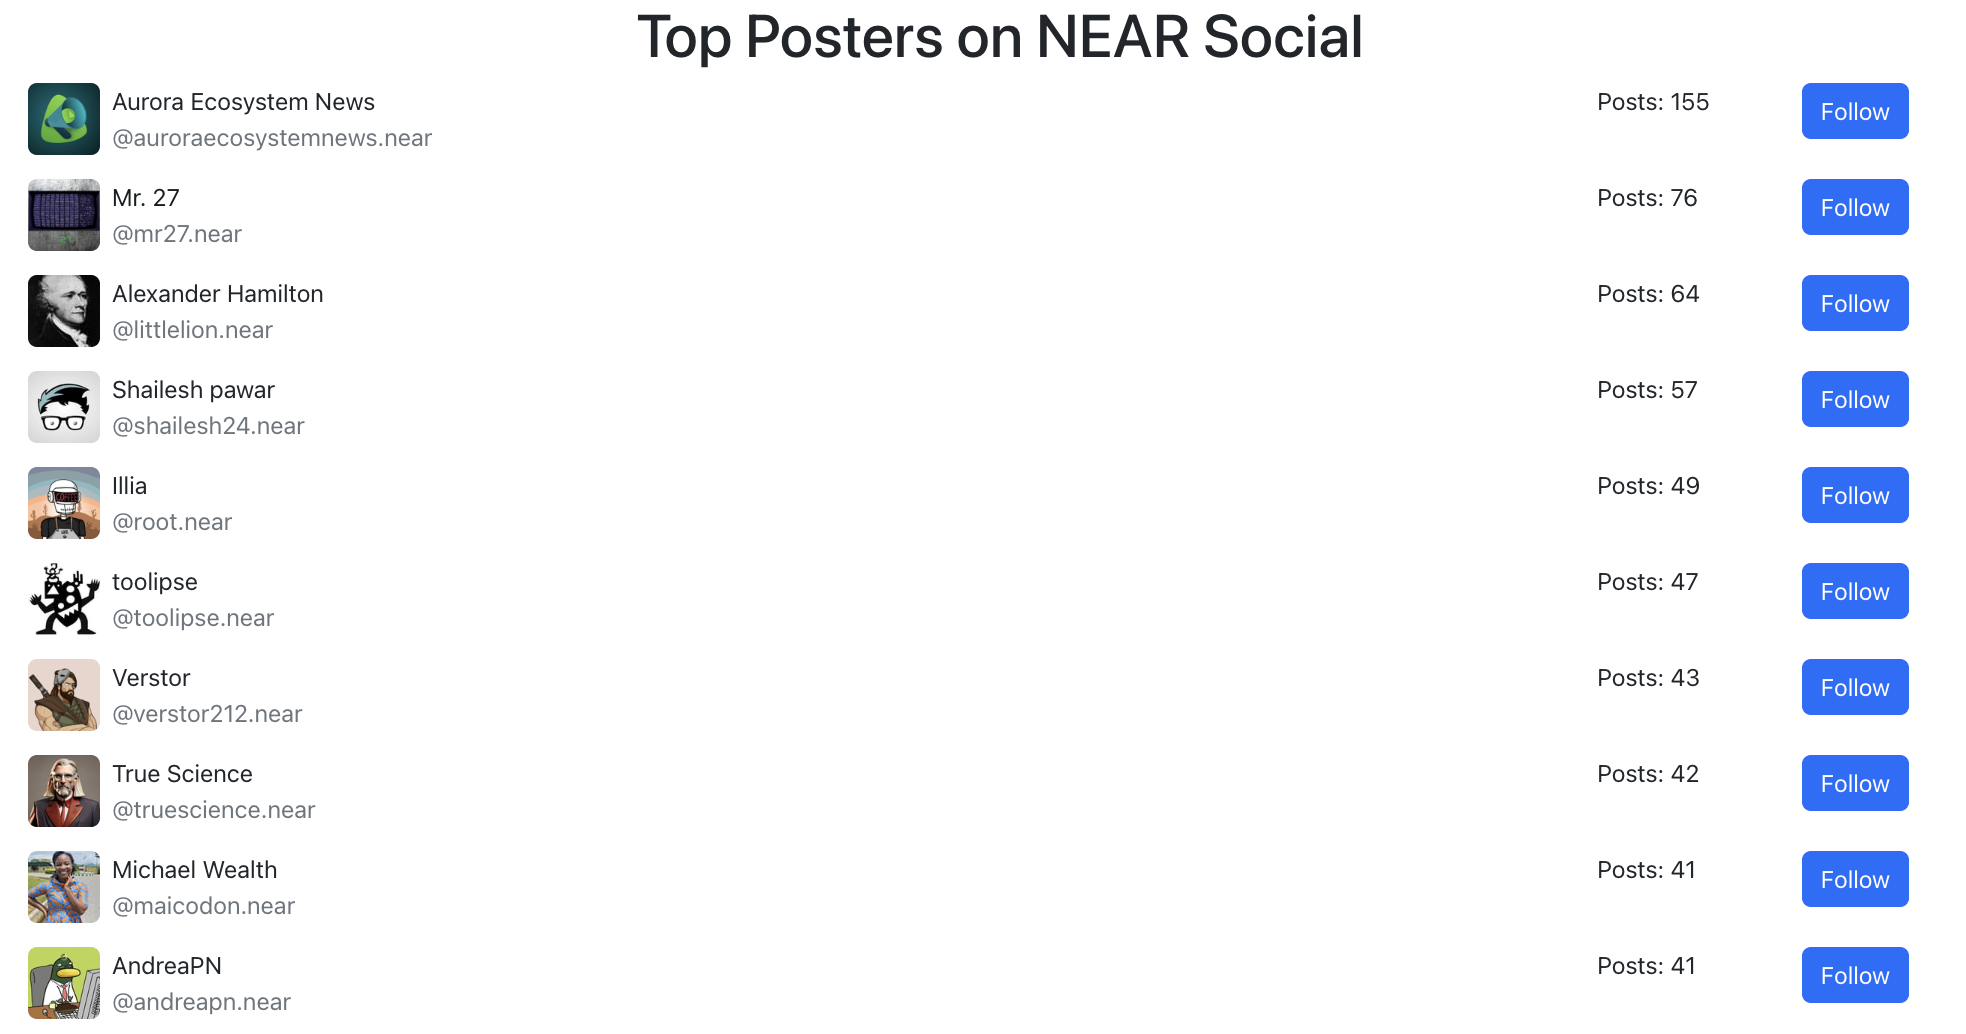 Top Posters on NEAR Social
Aurora Ecosystem News
@auroraecosystemnews.near
Posts: 155
Follow
Mr. 27
@mr27.near
Posts: 76
Follow
Alexander Hamilton
@littlelion.near
Posts: 64
Follow
Shailesh pawar
@shailesh24.near
Posts: 57
Follow
Illia
@root.near
Posts: 49
Follow
toolipse
@toolipse.near
Posts: 47
Follow
Verstor
@verstor212.near
Posts: 43
Follow
True Science
@truescience.near
Posts: 42
Follow
Michael Wealth
@maicodon.near
Posts: 41
Follow
AndreaPN
@andreapn.near
Posts: 41
Follow